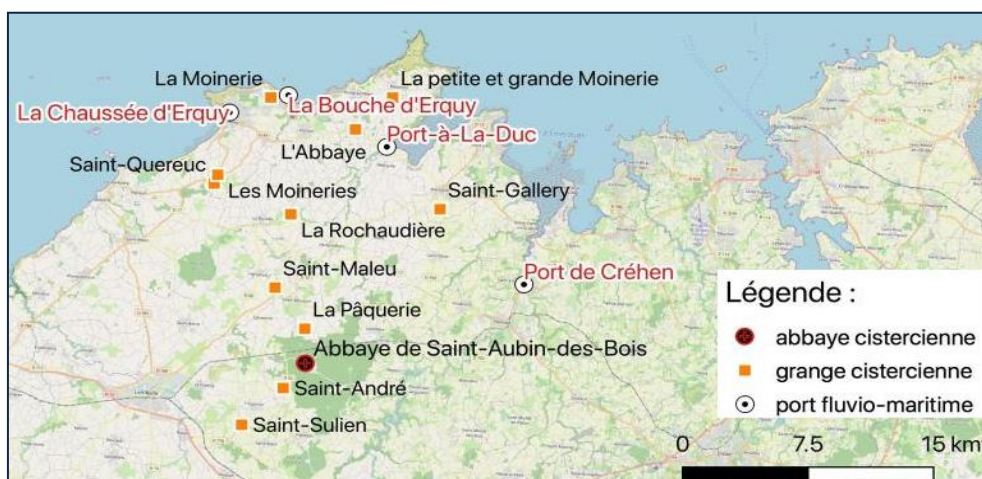 La Moinerie
La petite et grande Moinerie
La Chaussée d'Erquy
La Bouche d'Erquy
Port-à-La-Duc
L'Abbaye
Saint-Quereuc
Les Moineries
Saint-Gallery
La Rochaudière
Saint-Maleu
Port de Créhen
La Pâquerie
Abbaye de Saint-Aubin-des-Bois
Saint-André
Saint-Sulien
Légende :
abbaye cistercienne
grange cistercienne
port fluvio-maritime
0 7.5 15 km